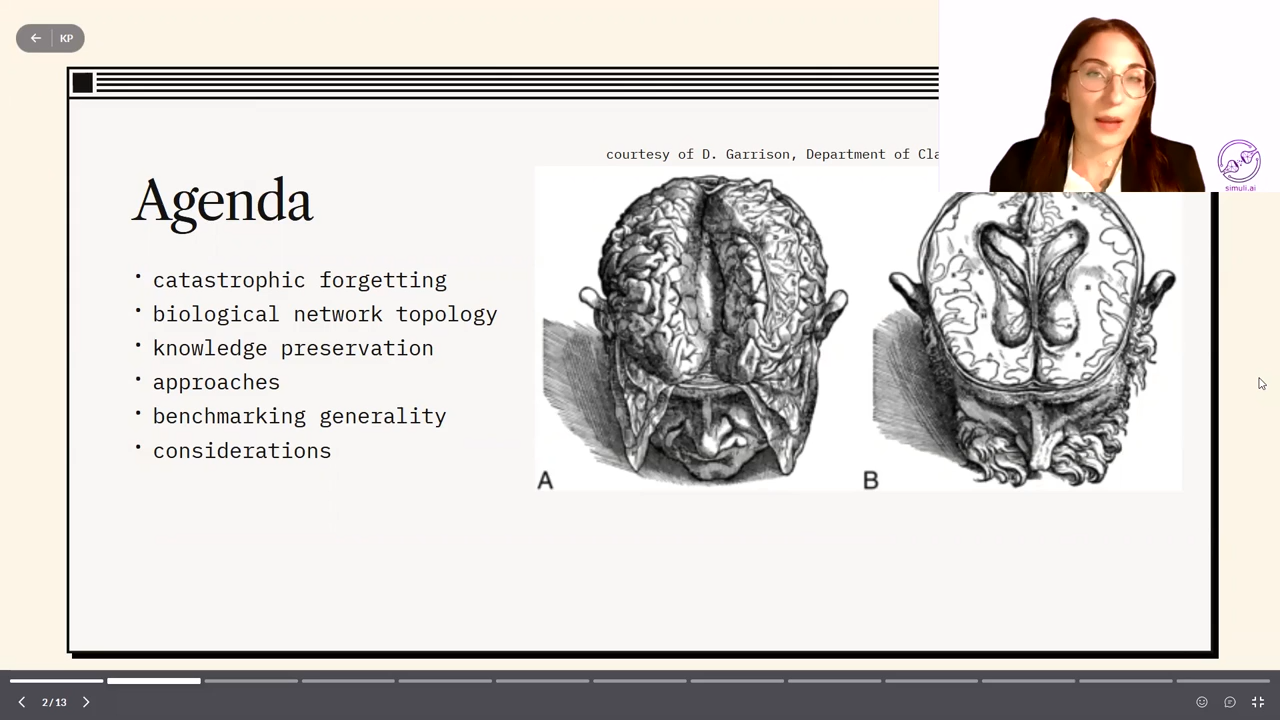 KP
courtesy of D. Garrison, Department of Cla
Agenda
• catastrophic forgetting
• biological network topology
• knowledge preservation
• approaches
• benchmarking generality
• considerations
A
B
simuli.ai
2/13